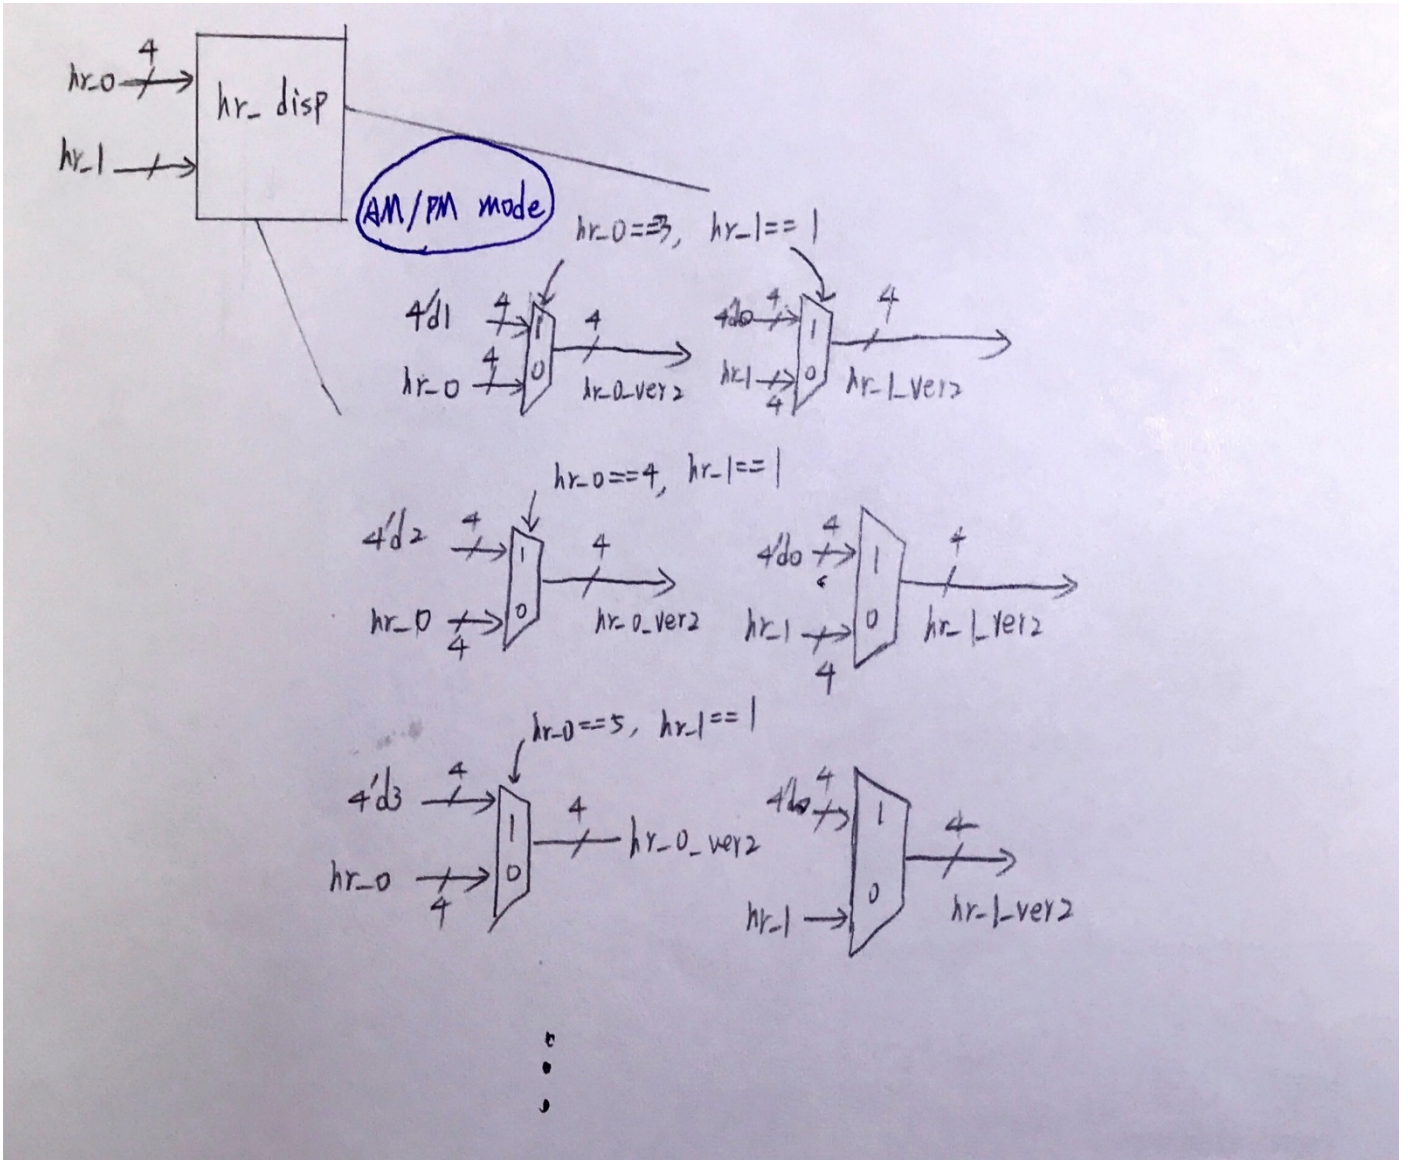 4
hr_0
hr_disp
hr_1
AM/PM mode
hr_0==3, hr_1==1
4'd1 4 1 4
4'd0 4 1 4
hr_0 4 0 hr_0_ver2
hr_1 4 0 hr_1_ver2
hr_0==4, hr_1==1
4'd2 4 1 4
4'd0 4 1 4
hr_0 4 0 hr_0_ver2
hr_1 4 0 hr_1_ver2
hr_0==5, hr_1==1
4'd3 4 1 4 hr_0_ver2
4'd0 4 1 4
hr_0 4 0
hr_1 0 hr_1_ver2